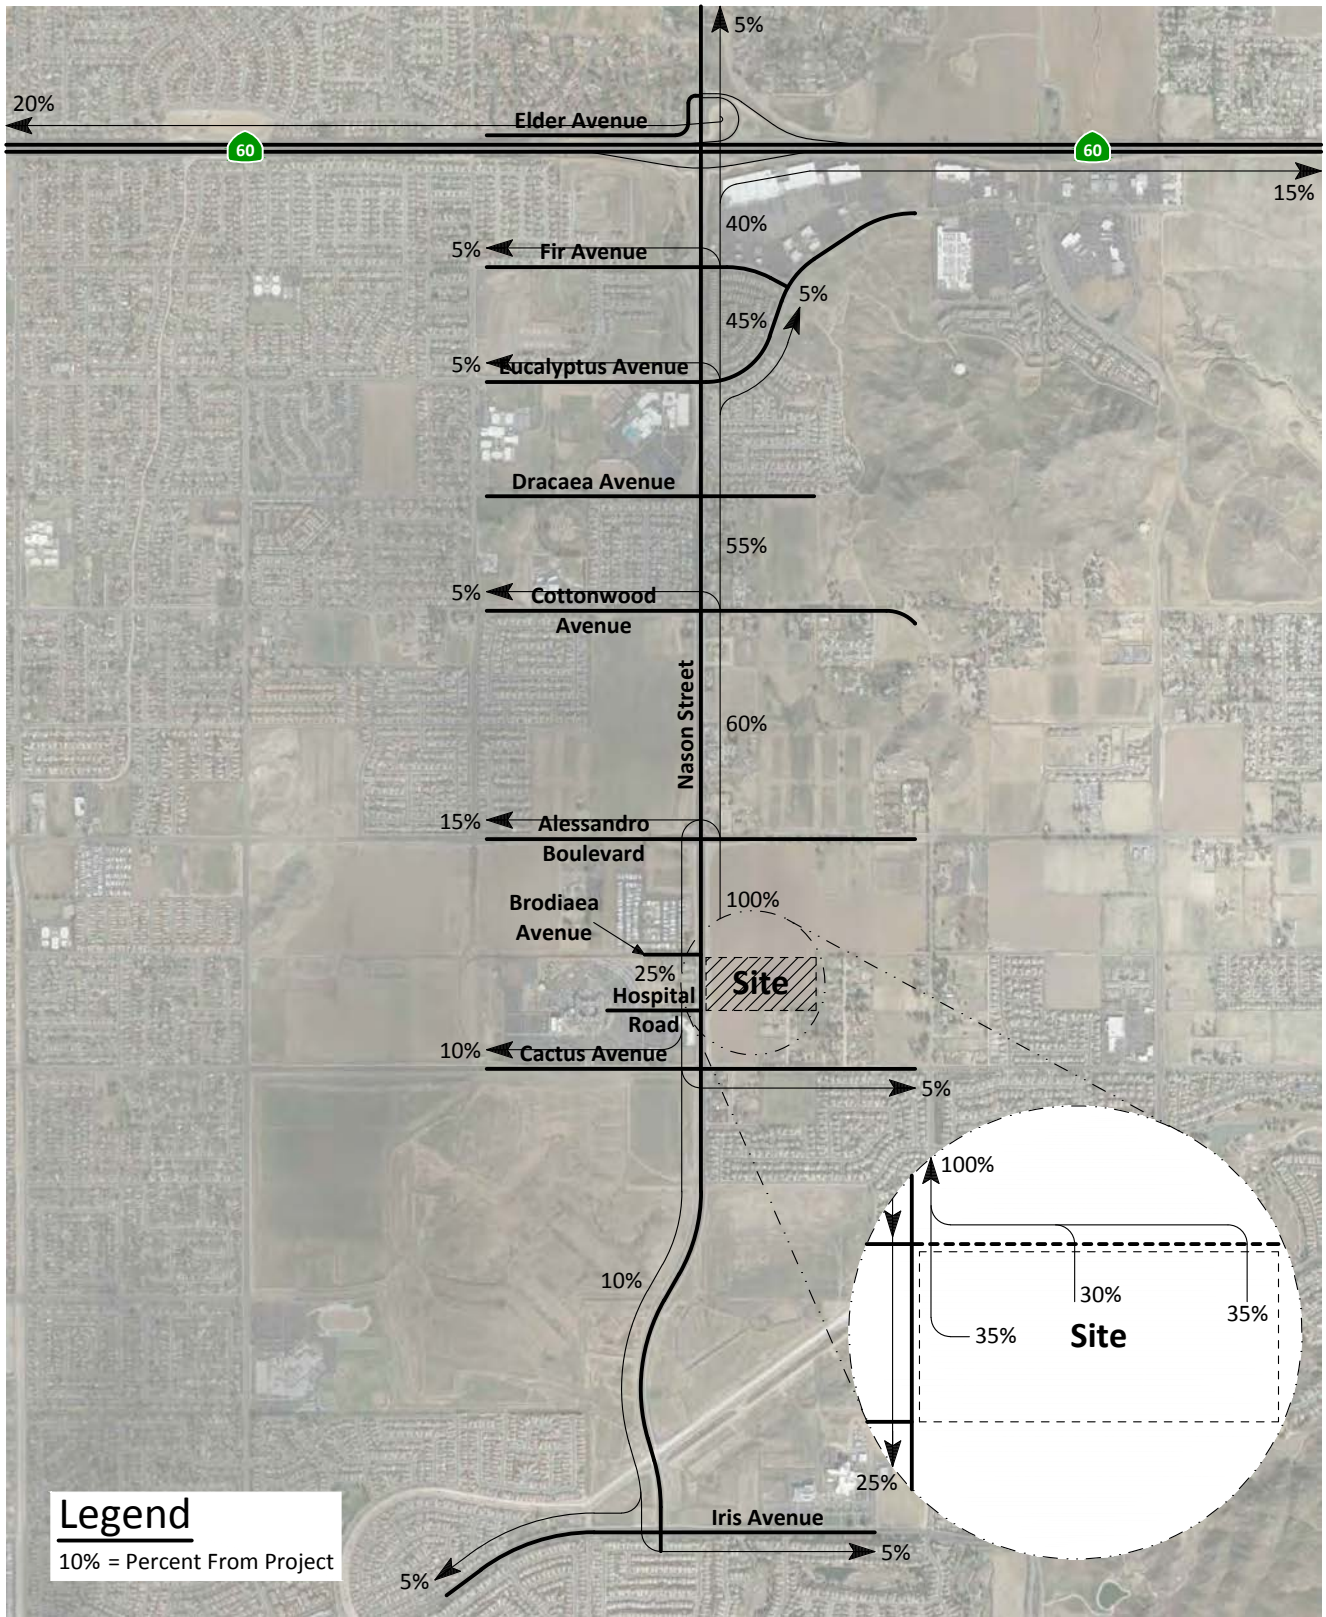 5%
20%
Elder Avenue
60
60
15%
40%
5%
Fir Avenue
5%
45%
5%
Eucalyptus Avenue
Dracaea Avenue
55%
5%
Cottonwood
Avenue
Nason Street
60%
15%
Alessandro
Boulevard
Brodiaea
Avenue
100%
25%
Site
Hospital
Road
10%
Cactus Avenue
5%
100%
10%
30%
35%
35%
Site
25%
Iris Avenue
5%
5%
Legend
10% = Percent From Project